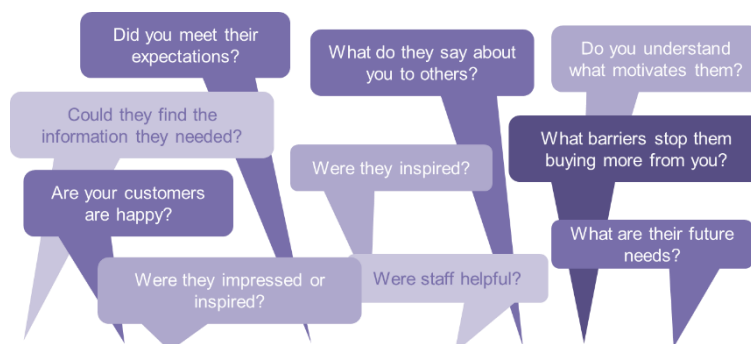 Did you meet their
expectations?
What do they say about
you to others?
Do you understand
what motivates them?
Could they find the
information they needed?
What barriers stop them
buying more from you?
Were they inspired?
Are your customers
are happy?
What are their future
needs?
Were they impressed or
inspired?
Were staff helpful?